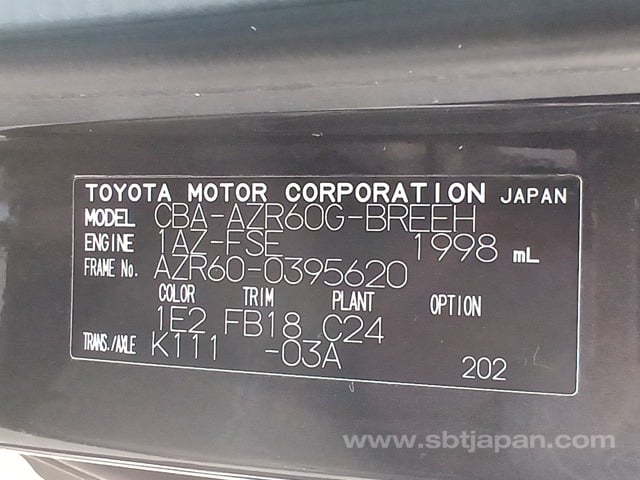 TOYOTA MOTOR CORPORATION JAPAN
MODEL CBA-AZR60G-BREEH
ENGINE 1AZ-FSE 1998 mL
FRAME No. AZR60-0395620
COLOR TRIM PLANT OPTION
1E2 FB18 C24
TRANS./AXLE K111 -03A
202
www.sbtjapan.com